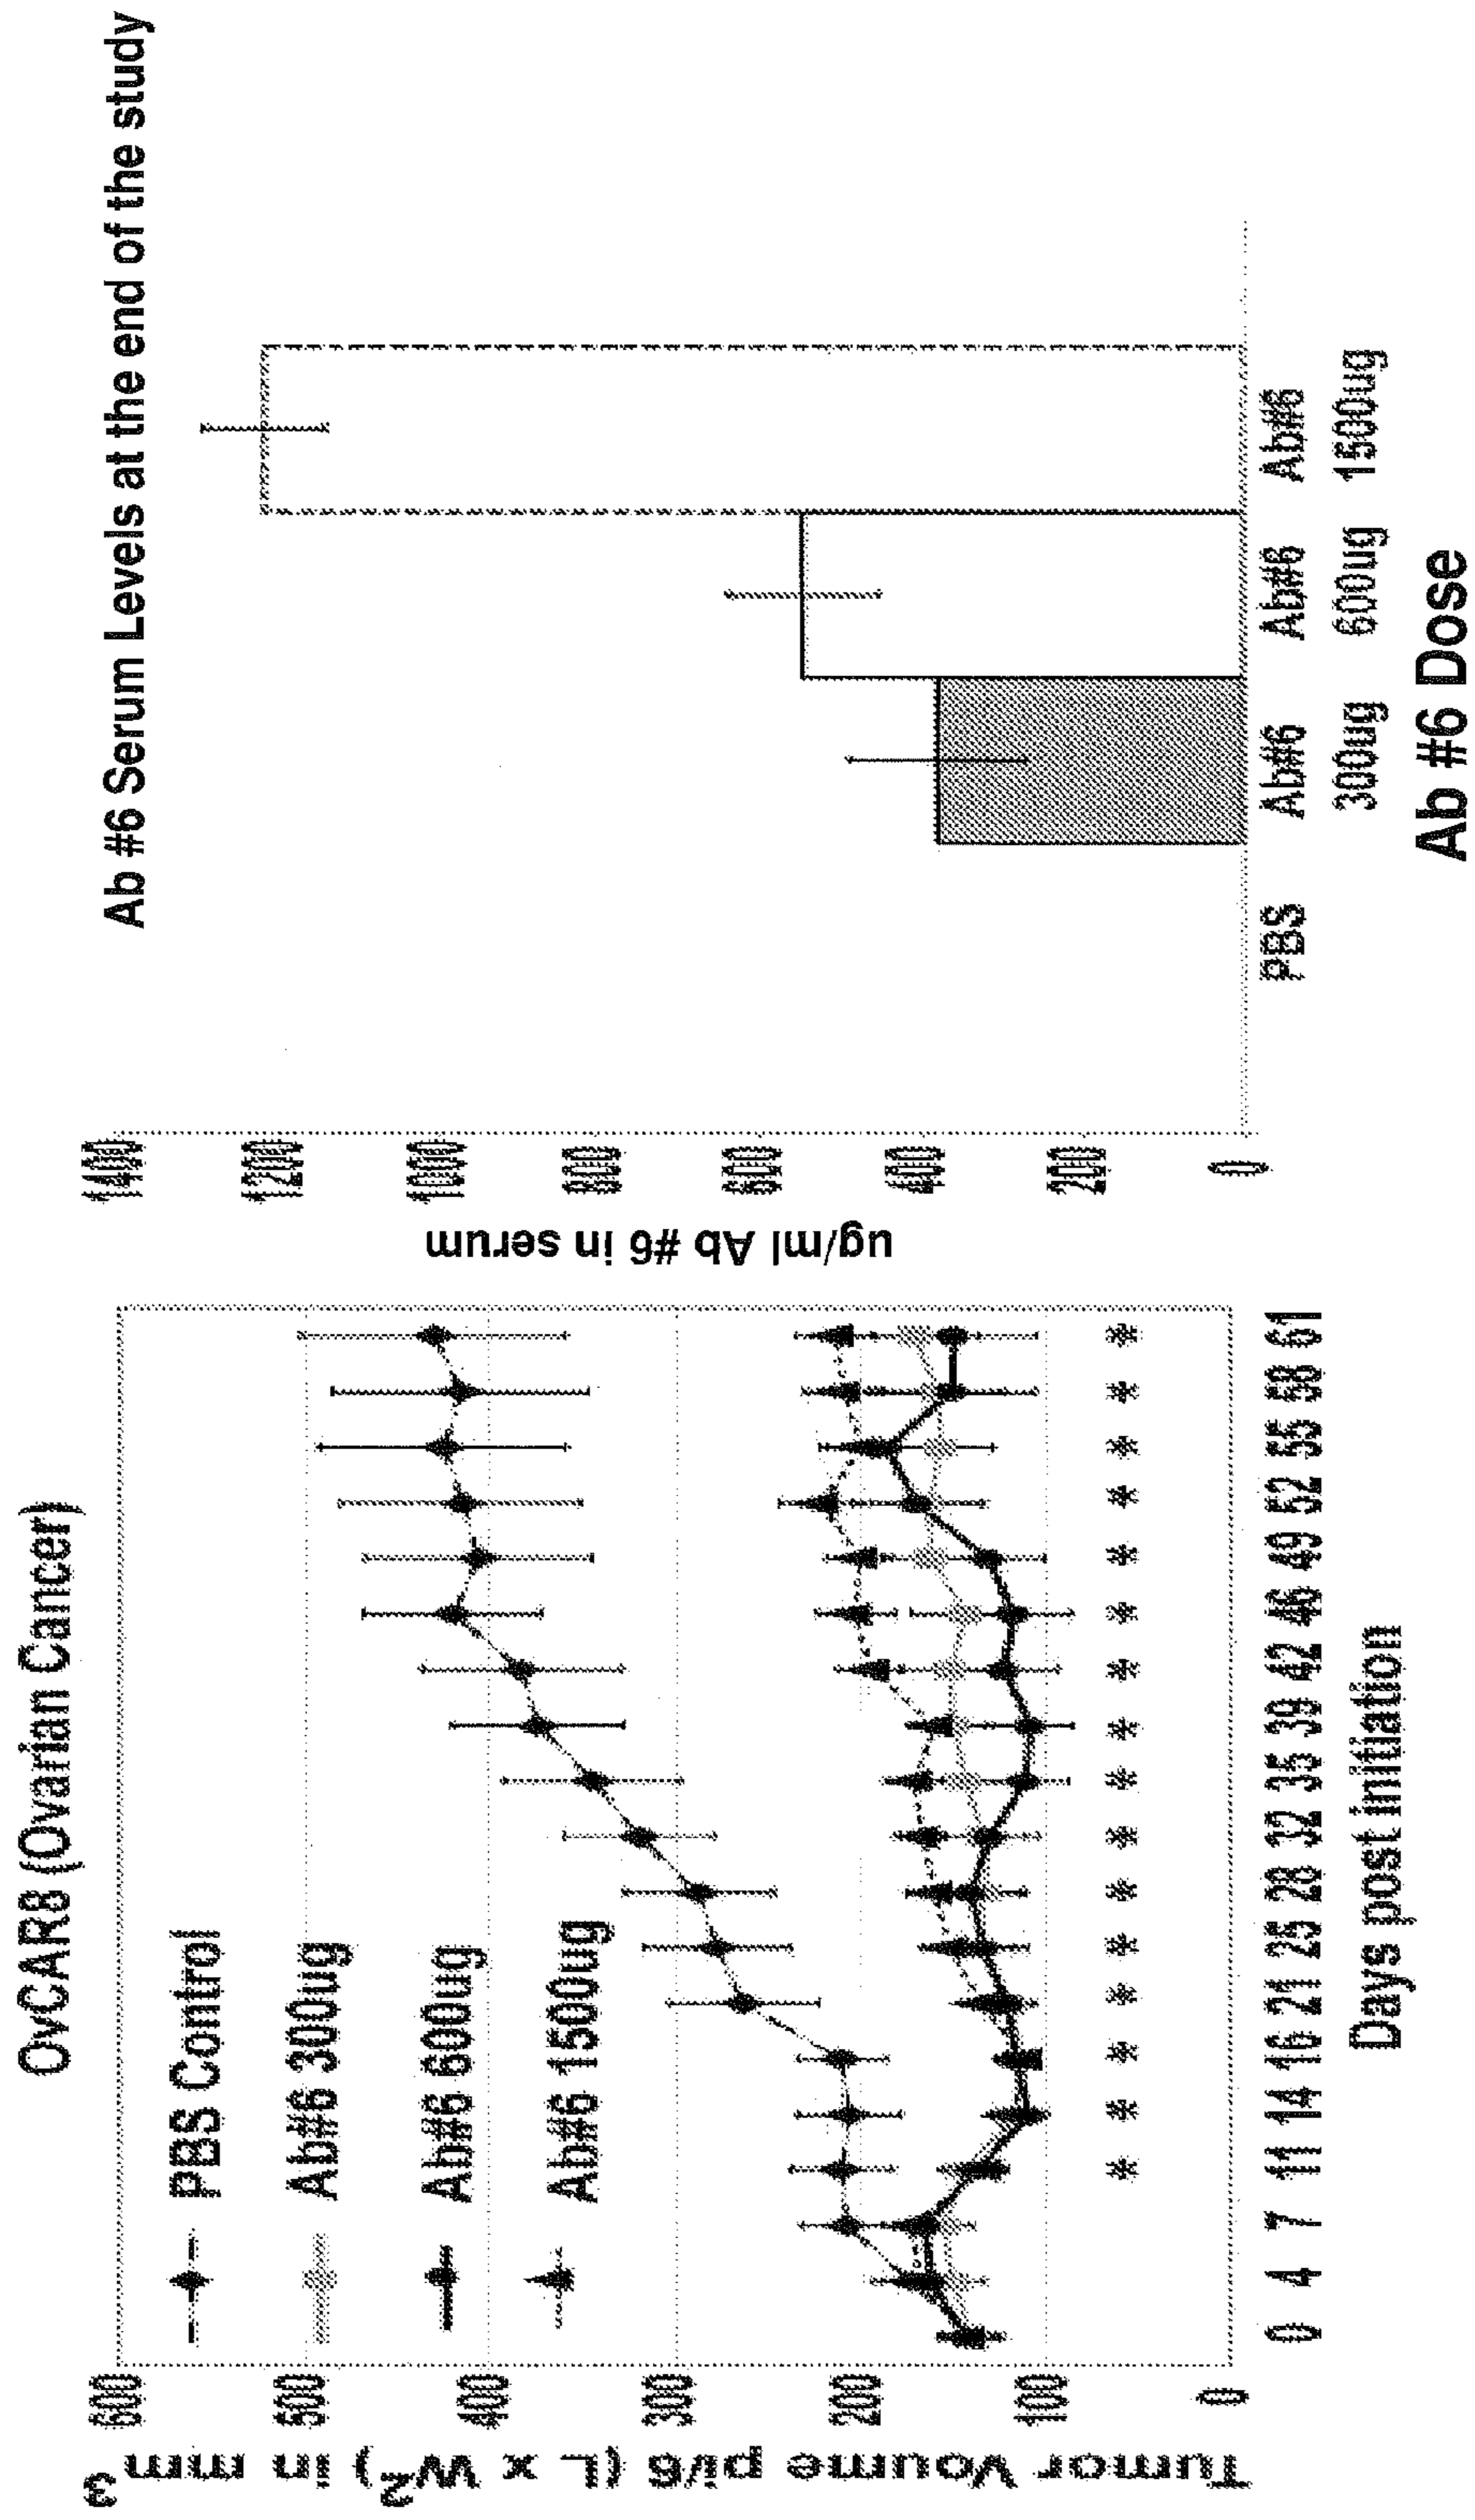 OvCAR8 (Ovarian Cancer)
Tumor Voume pi/6 (L x W2) in mm3
600
500
400
300
200
100
0
PBS Control
Ab#6 300ug
Ab#6 600ug
Ab#6 1500ug
* * * * * * * * * * * * * * * *
0 4 7 11 14 16 21 25 28 32 35 39 42 46 49 52 55 58 61
Days post initiation
Ab #6 Serum Levels at the end of the study
ug/ml Ab #6 in serum
1400
1200
1000
800
600
400
200
0
PBS Ab#6 Ab#6 Ab#6
300ug 600ug 1500ug
Ab #6 Dose